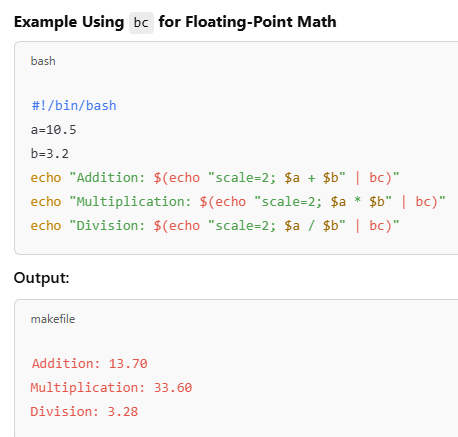 Example Using bc for Floating-Point Math
bash
#!/bin/bash
a=10.5
b=3.2
echo "Addition: $(echo "scale=2; $a + $b" | bc)"
echo "Multiplication: $(echo "scale=2; $a * $b" | bc)"
echo "Division: $(echo "scale=2; $a / $b" | bc)"
Output:
makefile
Addition: 13.70
Multiplication: 33.60
Division: 3.28